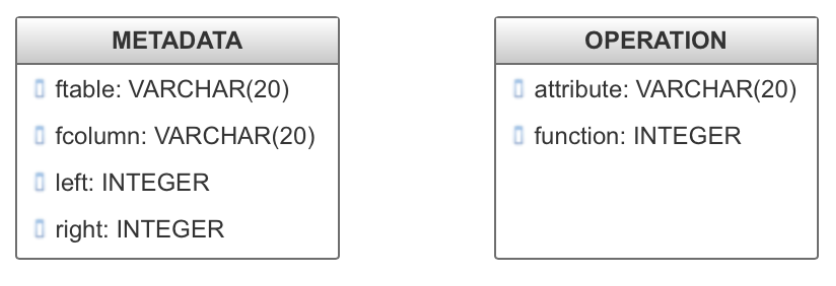 METADATA
ftable: VARCHAR(20)
fcolumn: VARCHAR(20)
left: INTEGER
right: INTEGER
OPERATION
attribute: VARCHAR(20)
function: INTEGER